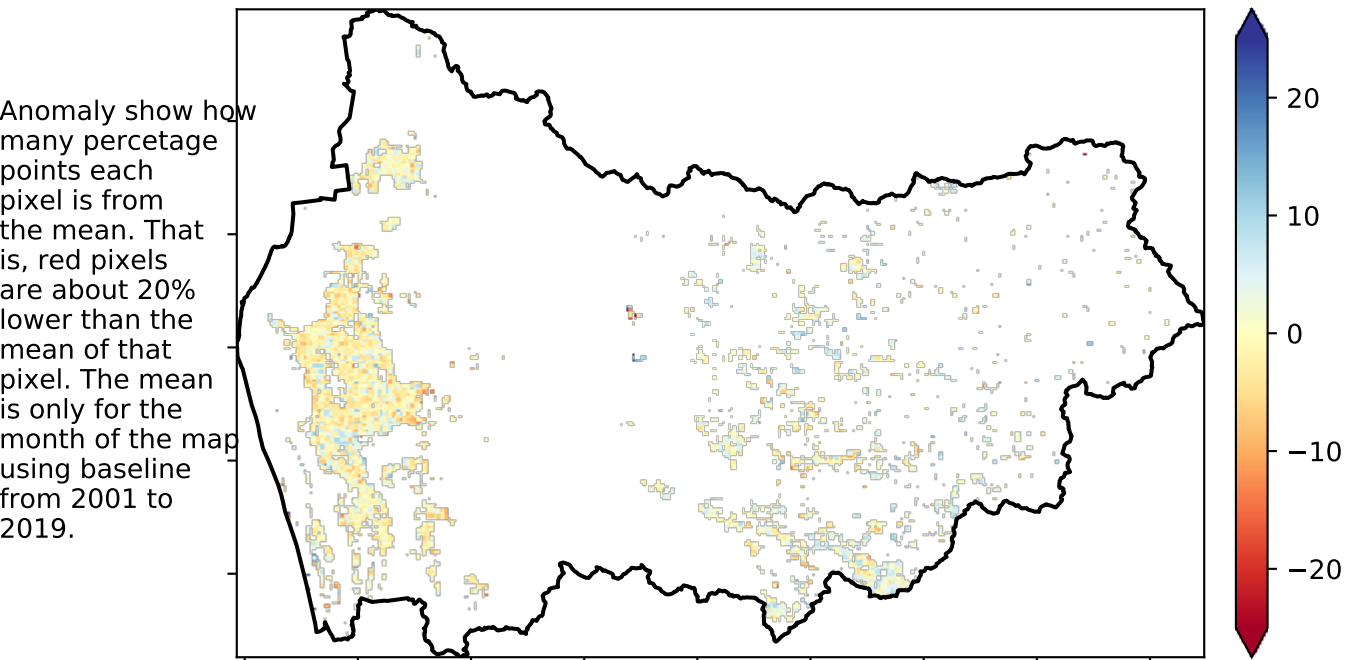 Anomaly show how
many percetage
points each
pixel is from
the mean. That
is, red pixels
are about 20%
lower than the
mean of that
pixel. The mean
is only for the
month of the map
using baseline
from 2001 to
2019.
20
10
0
−10
−20